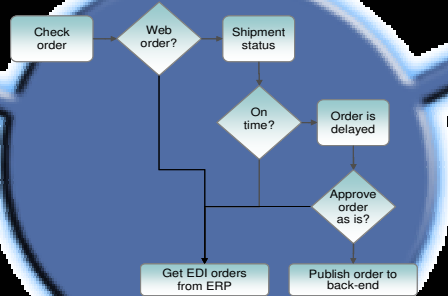 Check
order
Web
order?
Shipment
status
On
time?
Order is
delayed
Approve
order
as is?
Get EDI orders
from ERP
Publish order to
back-end